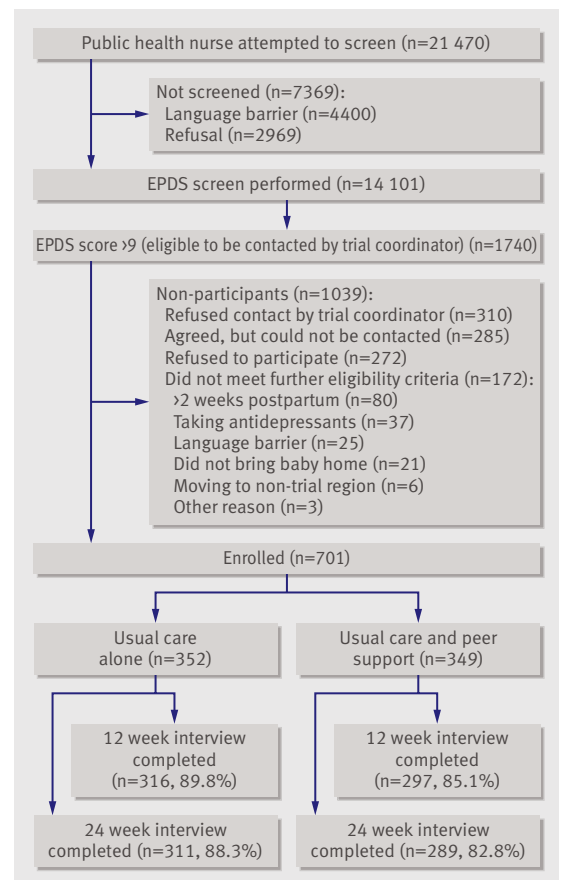 Public health nurse attempted to screen (n=21 470)
Not screened (n=7369):
Language barrier (n=4400)
Refusal (n=2969)
EPDS screen performed (n=14 101)
EPDS score >9 (eligible to be contacted by trial coordinator) (n=1740)
Non-participants (n=1039):
Refused contact by trial coordinator (n=310)
Agreed, but could not be contacted (n=285)
Refused to participate (n=272)
Did not meet further eligibility criteria (n=172):
>2 weeks postpartum (n=80)
Taking antidepressants (n=37)
Language barrier (n=25)
Did not bring baby home (n=21)
Moving to non-trial region (n=6)
Other reason (n=3)
Enrolled (n=701)
Usual care
alone (n=352)
Usual care and peer
support (n=349)
12 week interview
completed
(n=316, 89.8%)
12 week interview
completed
(n=297, 85.1%)
24 week interview
completed (n=311, 88.3%)
24 week interview
completed (n=289, 82.8%)